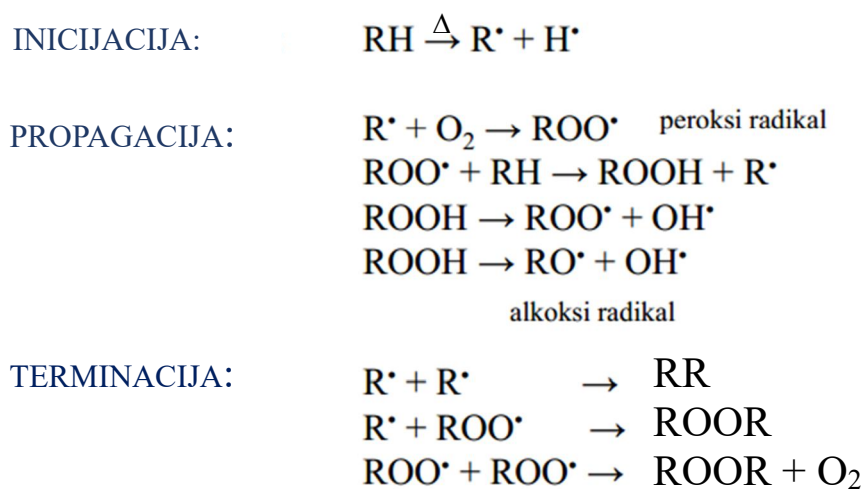 INICIJACIJA: RH →Δ R• + H•
PROPAGACIJA: R• + O₂ → ROO• peroksi radikal
ROO• + RH → ROOH + R•
ROOH → ROO• + OH•
ROOH → RO• + OH•
alkoksi radikal
TERMINACIJA: R• + R• → RR
R• + ROO• → ROOR
ROO• + ROO• → ROOR + O₂